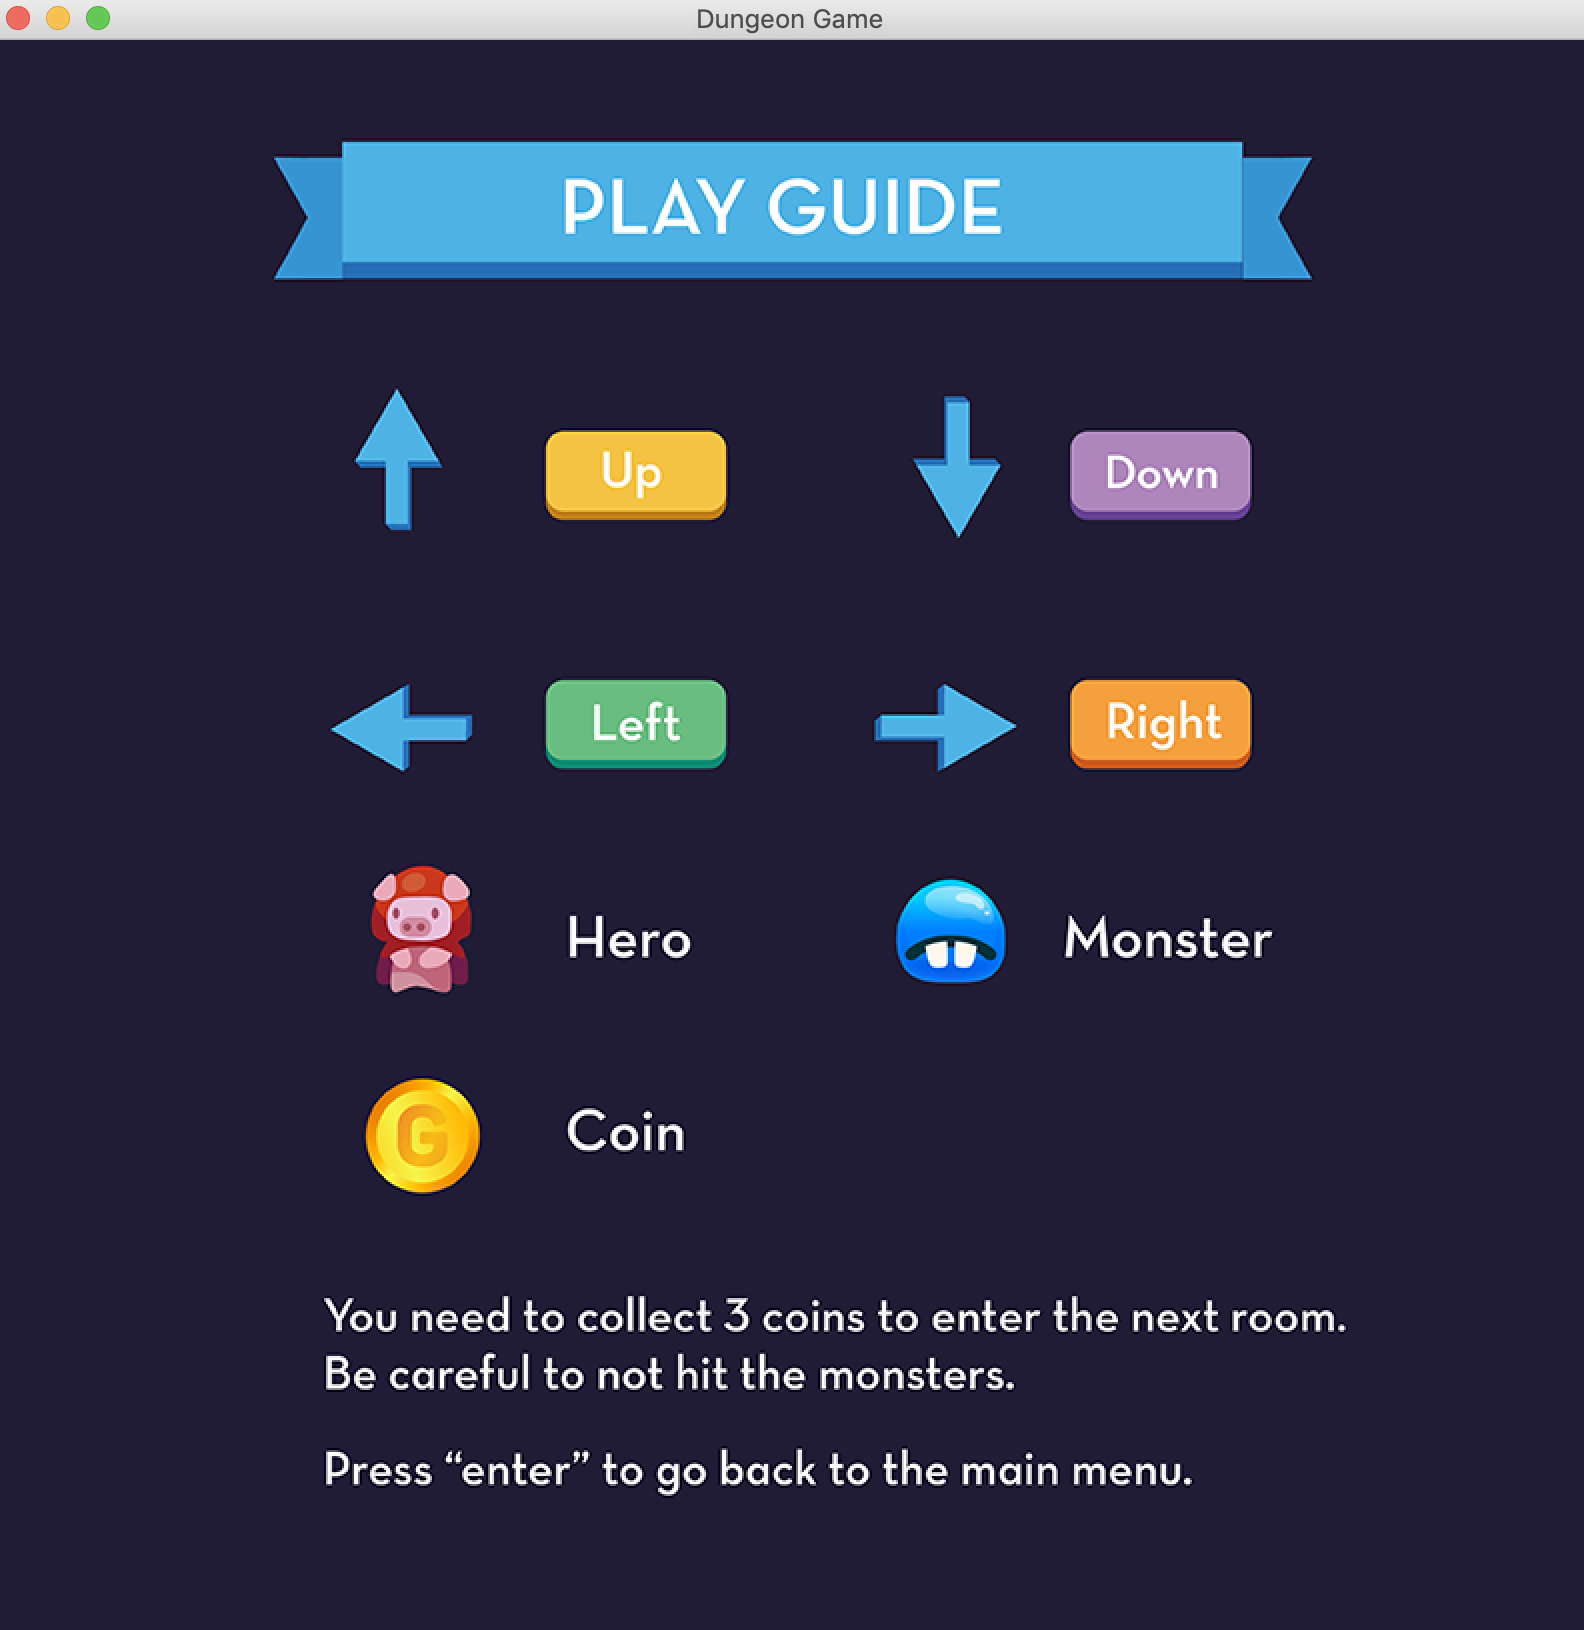 Dungeon Game
PLAY GUIDE
Up
Down
Left
Right
Hero
Monster
G
Coin
You need to collect 3 coins to enter the next room.
Be careful to not hit the monsters.
Press “enter” to go back to the main menu.